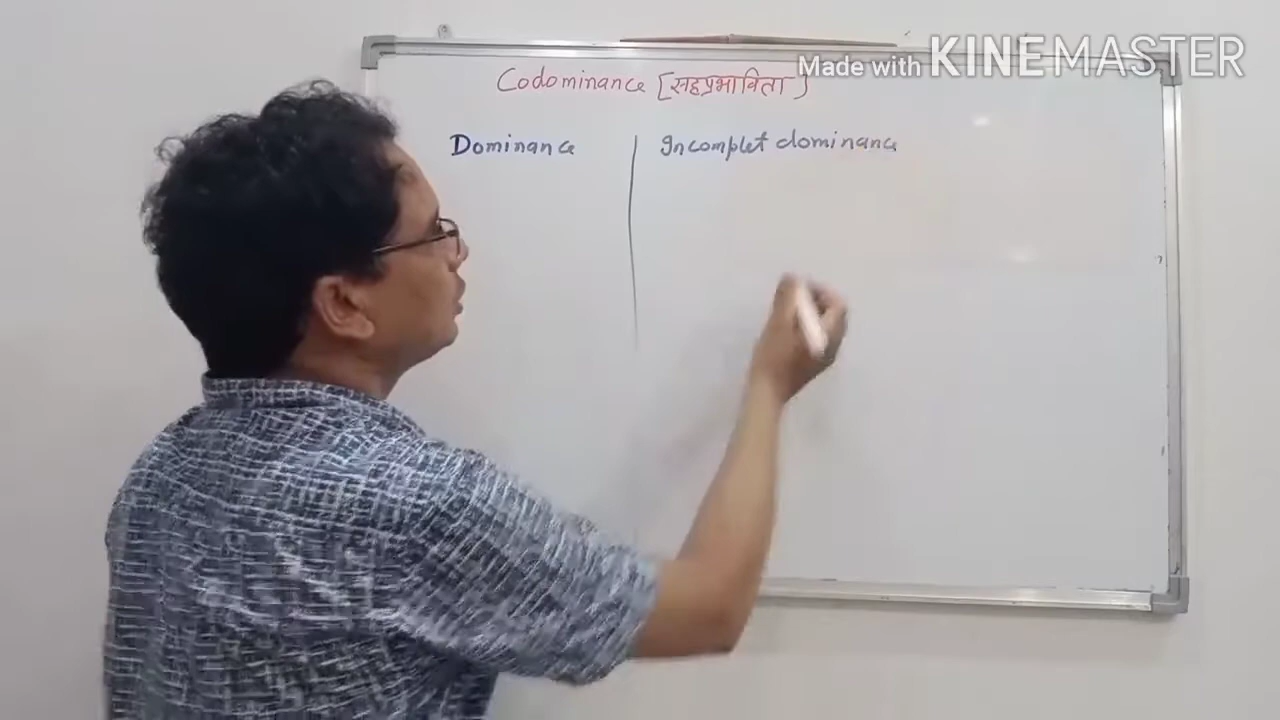 Made with KINEMASTER
Codominance [सहप्रभाविता]
Dominance
Incomplet dominance